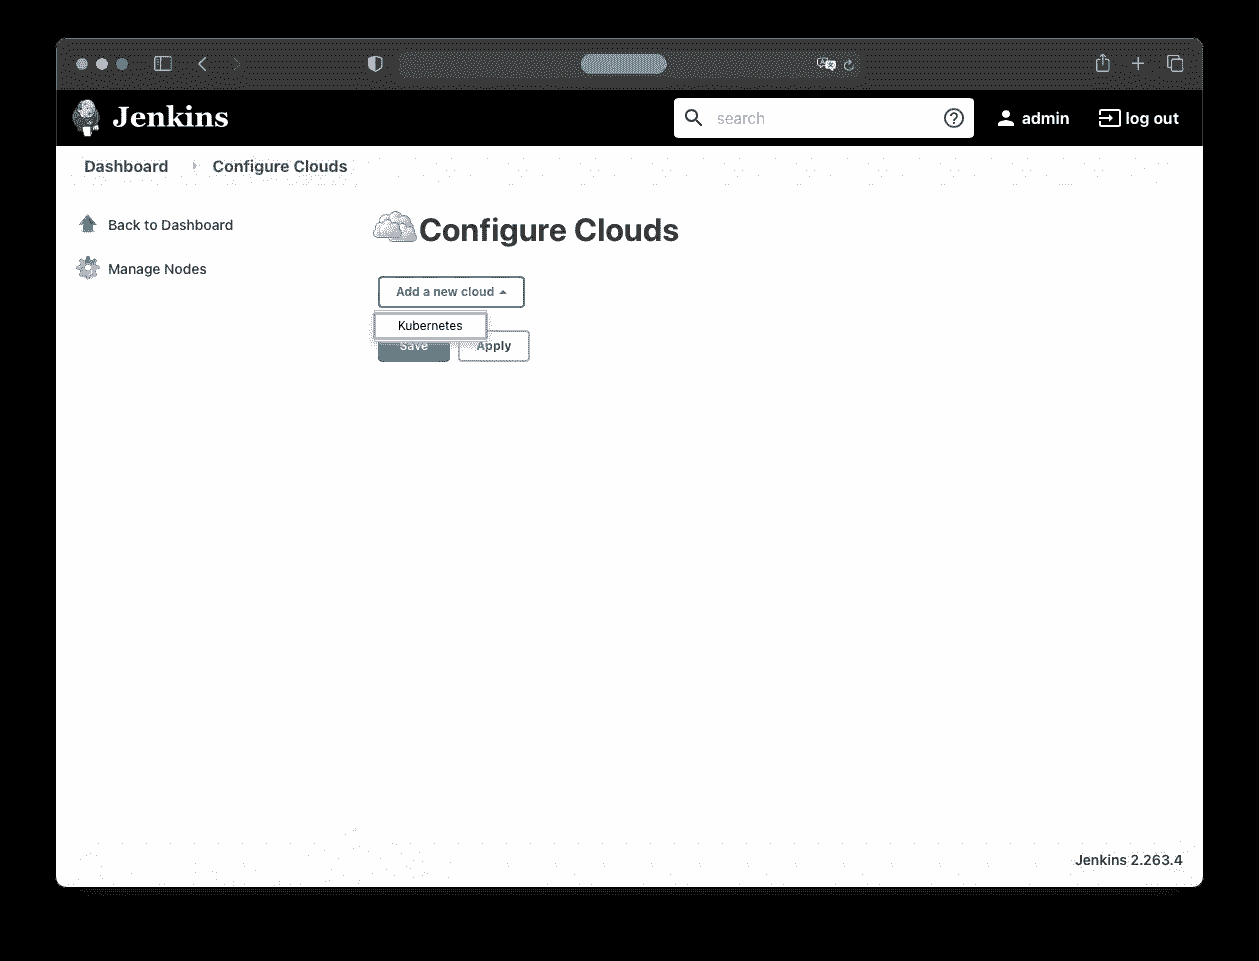 Jenkins
search
admin
log out
Dashboard
Configure Clouds
Back to Dashboard
Manage Nodes
Configure Clouds
Add a new cloud
Kubernetes
Save
Apply
Jenkins 2.263.4